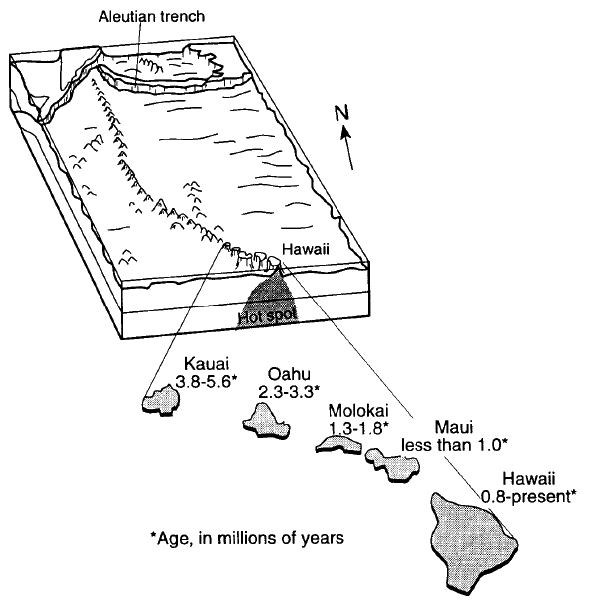 Aleutian trench
N
Hawaii
Hot spot
Kauai
3.8-5.6*
Oahu
2.3-3.3*
Molokai
1.3-1.8*
Maui
less than 1.0*
Hawaii
0.8-present*
*Age, in millions of years